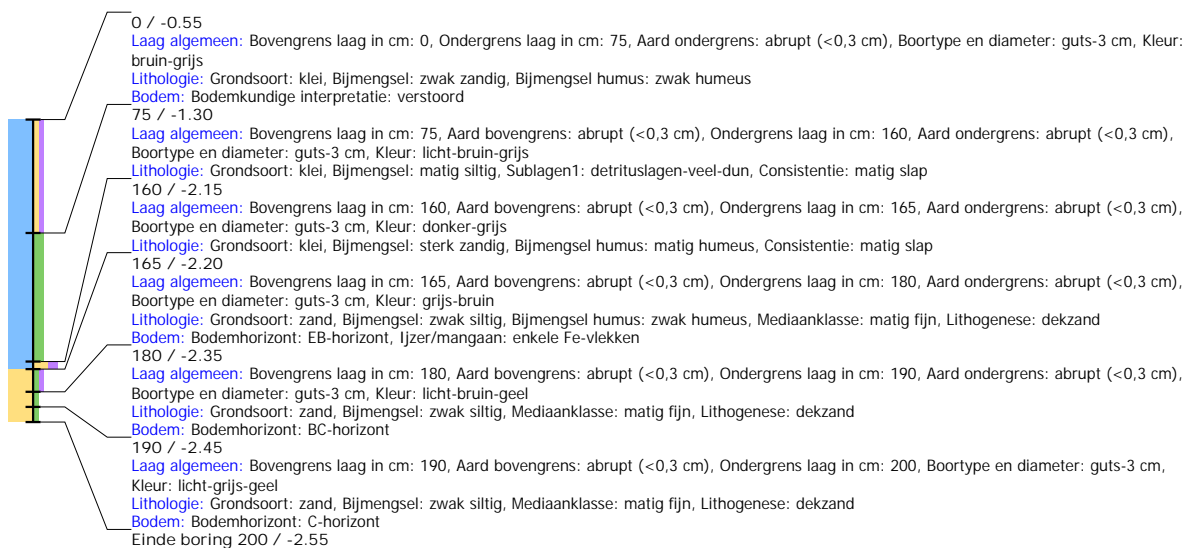 0 / -0.55
Laag algemeen: Bovengrens laag in cm: 0, Ondergrens laag in cm: 75, Aard ondergrens: abrupt (<0,3 cm), Boortype en diameter: guts-3 cm, Kleur:
bruin-grijs
Lithologie: Grondsoort: klei, Bijmengsel: zwak zandig, Bijmengsel humus: zwak humeus
Bodem: Bodemkundige interpretatie: verstoord
75 / -1.30
Laag algemeen: Bovengrens laag in cm: 75, Aard bovengrens: abrupt (<0,3 cm), Ondergrens laag in cm: 160, Aard ondergrens: abrupt (<0,3 cm),
Boortype en diameter: guts-3 cm, Kleur: licht-bruin-grijs
Lithologie: Grondsoort: klei, Bijmengsel: matig siltig, Sublagen1: detrituslagen-veel-dun, Consistentie: matig slap
160 / -2.15
Laag algemeen: Bovengrens laag in cm: 160, Aard bovengrens: abrupt (<0,3 cm), Ondergrens laag in cm: 165, Aard ondergrens: abrupt (<0,3 cm),
Boortype en diameter: guts-3 cm, Kleur: donker-grijs
Lithologie: Grondsoort: klei, Bijmengsel: sterk zandig, Bijmengsel humus: matig humeus, Consistentie: matig slap
165 / -2.20
Laag algemeen: Bovengrens laag in cm: 165, Aard bovengrens: abrupt (<0,3 cm), Ondergrens laag in cm: 180, Aard ondergrens: abrupt (<0,3 cm),
Boortype en diameter: guts-3 cm, Kleur: grijs-bruin
Lithologie: Grondsoort: zand, Bijmengsel: zwak siltig, Bijmengsel humus: zwak humeus, Mediaanklasse: matig fijn, Lithogenese: dekzand
Bodem: Bodemhorizont: EB-horizont, Ijzer/mangaan: enkele Fe-vlekken
180 / -2.35
Laag algemeen: Bovengrens laag in cm: 180, Aard bovengrens: abrupt (<0,3 cm), Ondergrens laag in cm: 190, Aard ondergrens: abrupt (<0,3 cm),
Boortype en diameter: guts-3 cm, Kleur: licht-bruin-geel
Lithologie: Grondsoort: zand, Bijmengsel: zwak siltig, Mediaanklasse: matig fijn, Lithogenese: dekzand
Bodem: Bodemhorizont: BC-horizont
190 / -2.45
Laag algemeen: Bovengrens laag in cm: 190, Aard bovengrens: abrupt (<0,3 cm), Ondergrens laag in cm: 200, Boortype en diameter: guts-3 cm,
Kleur: licht-grijs-geel
Lithologie: Grondsoort: zand, Bijmengsel: zwak siltig, Mediaanklasse: matig fijn, Lithogenese: dekzand
Bodem: Bodemhorizont: C-horizont
Einde boring 200 / -2.55